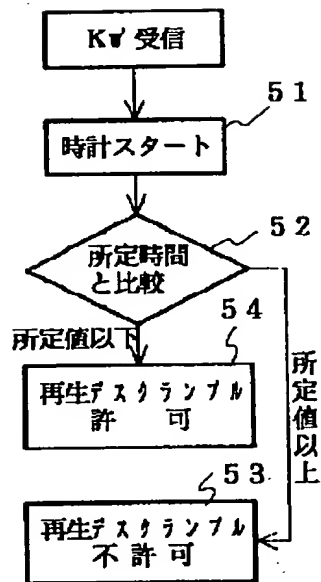 Kw' 受信
51
時計スタート
52
所定時間
と比較
所定値以下
54
再生デスクランブル
許 可
所定値以上
53
再生デスクランブル
不許可